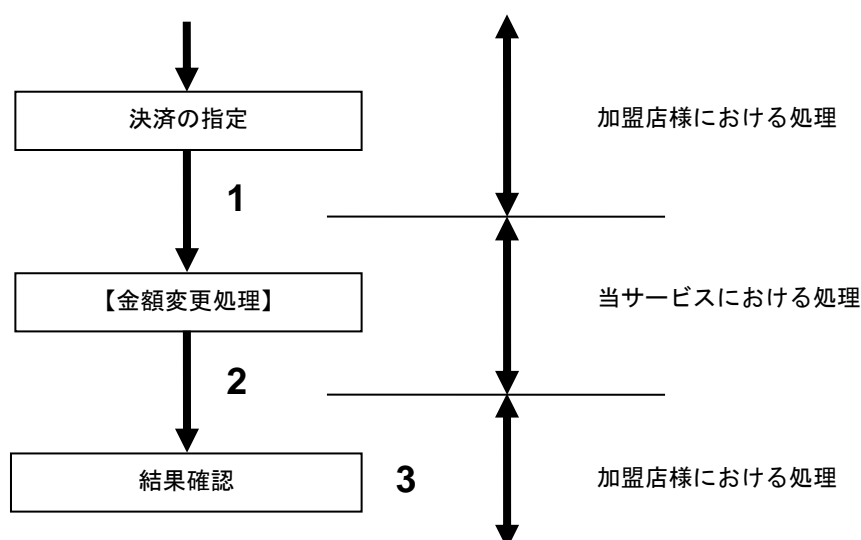 決済の指定
加盟店様における処理
1
【金額変更処理】
当サービスにおける処理
2
結果確認
3
加盟店様における処理